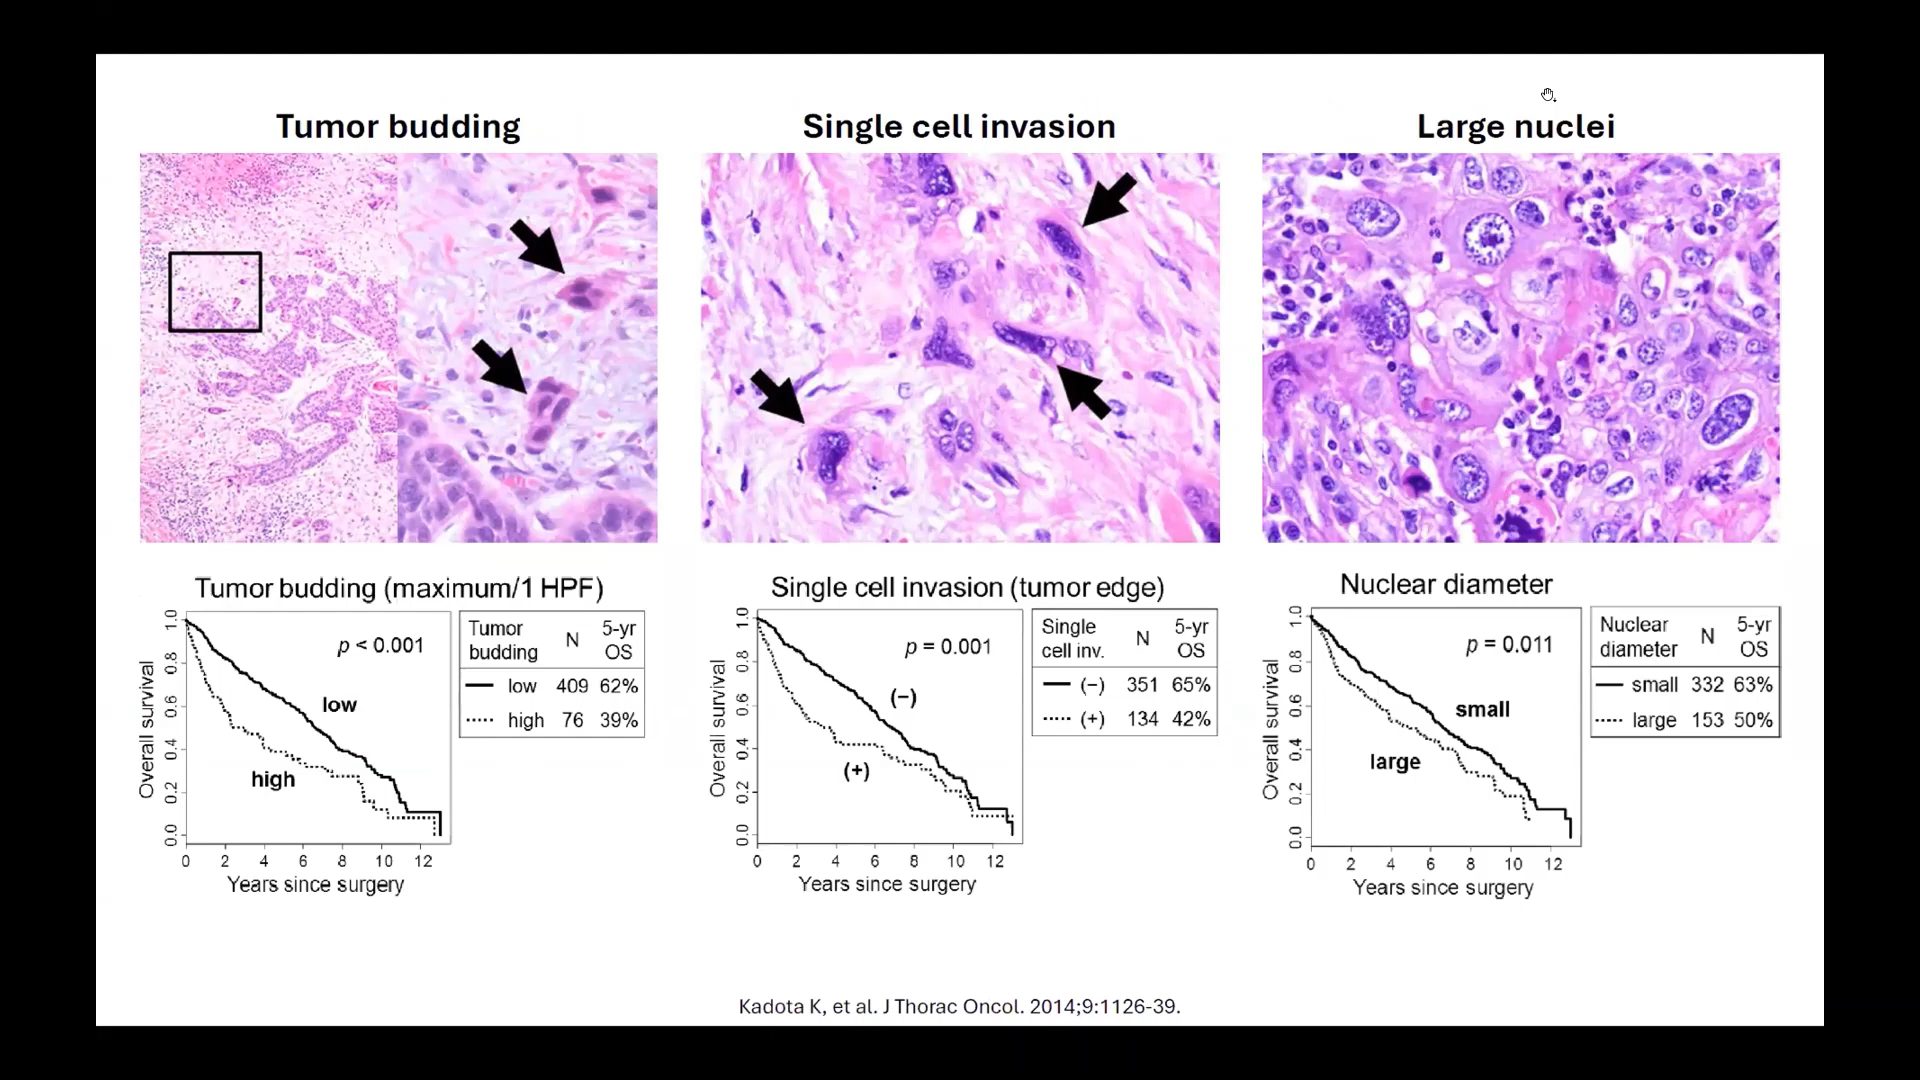 Tumor budding
Single cell invasion
Large nuclei
Tumor budding (maximum/1 HPF)
Overall survival
1.0
0.8
0.6
0.4
0.2
0.0
p < 0.001
low
high
0 2 4 6 8 10 12
Years since surgery
Tumor budding N 5-yr OS
low 409 62%
high 76 39%
Single cell invasion (tumor edge)
Overall survival
1.0
0.8
0.6
0.4
0.2
0.0
p = 0.001
(−)
(+)
0 2 4 6 8 10 12
Years since surgery
Single cell inv. N 5-yr OS
(−) 351 65%
(+) 134 42%
Nuclear diameter
Overall survival
1.0
0.8
0.6
0.4
0.2
0.0
p = 0.011
small
large
0 2 4 6 8 10 12
Years since surgery
Nuclear diameter N 5-yr OS
small 332 63%
large 153 50%
Kadota K, et al. J Thorac Oncol. 2014;9:1126-39.